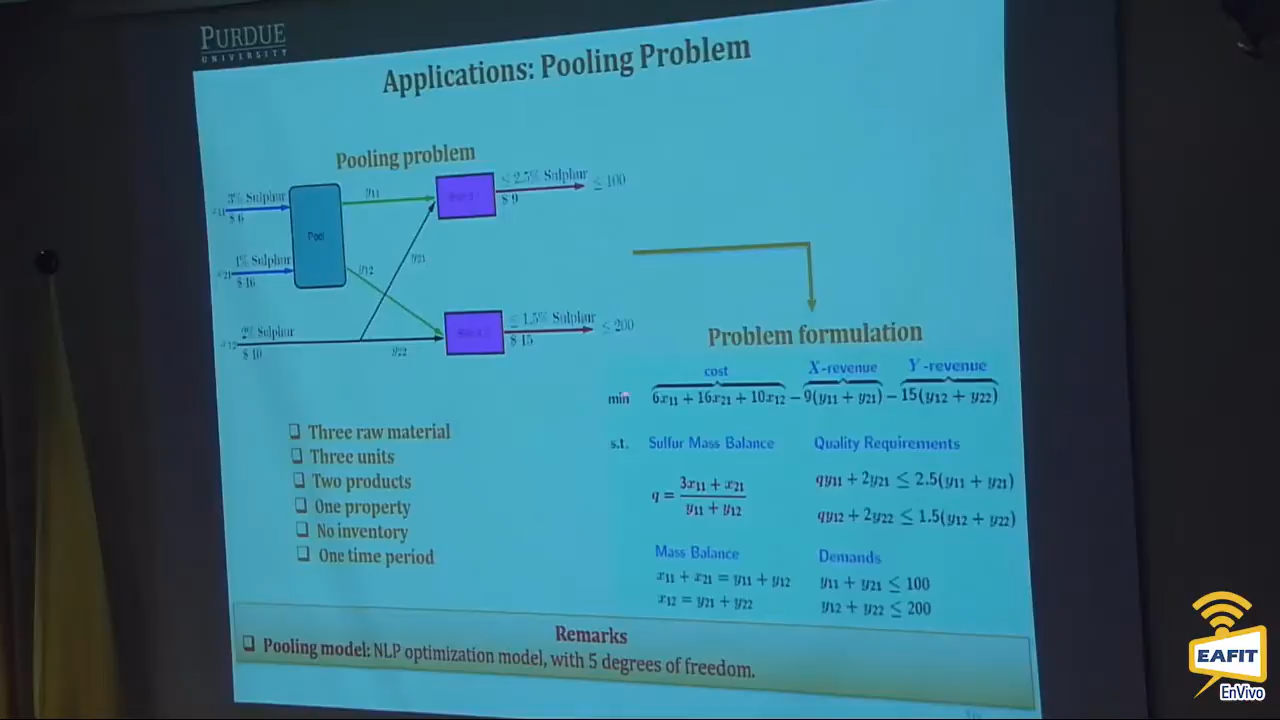 PURDUE
UNIVERSITY
Applications: Pooling Problem
Pooling problem
3% Sulphur
$ 6
1% Sulphur
$ 16
2% Sulphur
$ 10
Pool
y11
y12
y21
y22
≤ 2.5% Sulphur
$ 9
≤ 100
≤ 1.5% Sulphur
$ 15
≤ 200
Three raw material
Three units
Two products
One property
No inventory
One time period
Problem formulation
cost X-revenue Y-revenue
min 6x11 + 16x21 + 10x12 − 9(y11 + y21) − 15(y12 + y22)
s.t. Sulfur Mass Balance
q = (3x11 + x21)/(y11 + y12)
Quality Requirements
qy11 + 2y21 ≤ 2.5(y11 + y21)
qy12 + 2y22 ≤ 1.5(y12 + y22)
Mass Balance
x11 + x21 = y11 + y12
x12 = y21 + y22
Demands
y11 + y21 ≤ 100
y12 + y22 ≤ 200
Remarks
Pooling model: NLP optimization model, with 5 degrees of freedom.
EAFIT
EnVivo